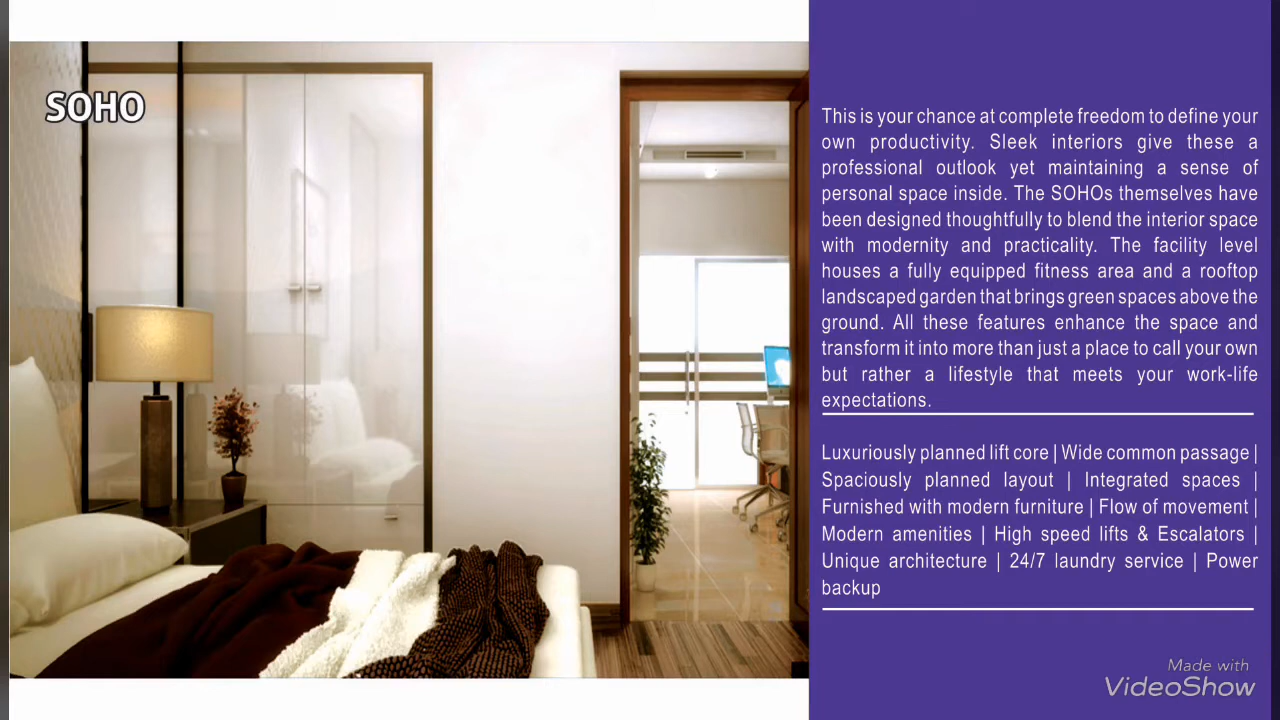 SOHO
This is your chance at complete freedom to define your
own productivity. Sleek interiors give these a
professional outlook yet maintaining a sense of
personal space inside. The SOHOs themselves have
been designed thoughtfully to blend the interior space
with modernity and practicality. The facility level
houses a fully equipped fitness area and a rooftop
landscaped garden that brings green spaces above the
ground. All these features enhance the space and
transform it into more than just a place to call your own
but rather a lifestyle that meets your work-life
expectations.
Luxuriously planned lift core | Wide common passage |
Spaciously planned layout | Integrated spaces |
Furnished with modern furniture | Flow of movement |
Modern amenities | High speed lifts & Escalators |
Unique architecture | 24/7 laundry service | Power
backup
Made with
VideoShow